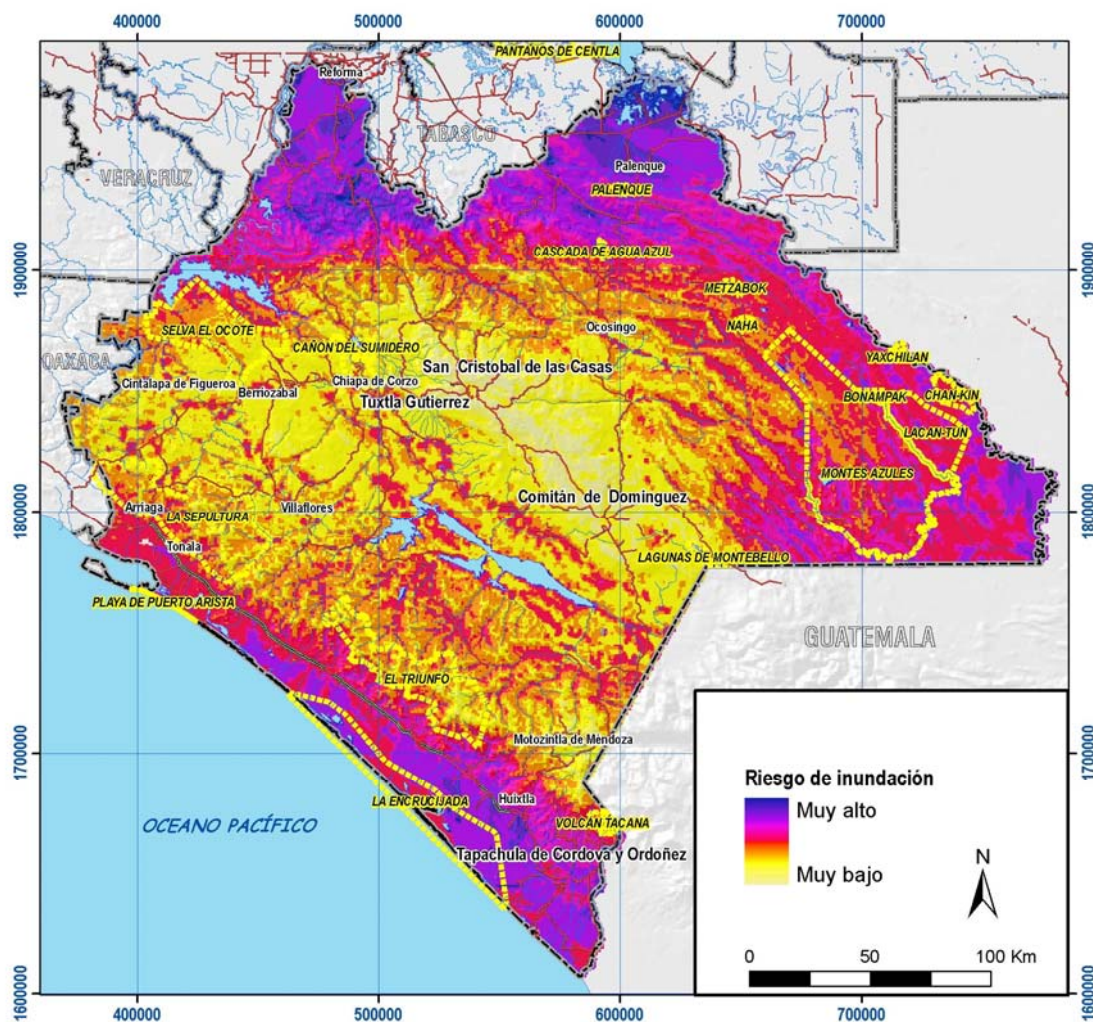 400000 500000 600000 700000
PANTAÑOS DE CENTLA
Reforma
TABASCO
VERACRUZ
Palenque
PALENQUE
CASCADA DE AGUA AZUL
1900000 1900000
METZABOK
SELVA EL OCOTE
Ocosingo
NAHA
CAÑON DEL SUMIDERO
OAXACA
YAXCHILAN
San Cristobal de las Casas
Cintalapa de Figueroa
Chiapa de Corzo
Berriozabal
BONAMPAK
CHAN-KIN
Tuxtla Gutierrez
LACAN-TUN
MONTES AZULES
Comitán de Dominguez
Arriaga
Villaflores
LA SEPULTURA
1800000 1800000
Tonala
LAGUNAS DE MONTEBELLO
PLAYA DE PUERTO ARISTA
GUATEMALA
EL TRIUNFO
Motozintla de Mendoza
1700000 1700000
Riesgo de inundación
Muy alto
Muy bajo
LA ENCRUCIJADA
Huixtla
VOLCÁN TACANA
OCEANO PACÍFICO
Tapachula de Cordova y Ordoñez
N
0 50 100 Km
1600000 1600000
400000 500000 600000 700000